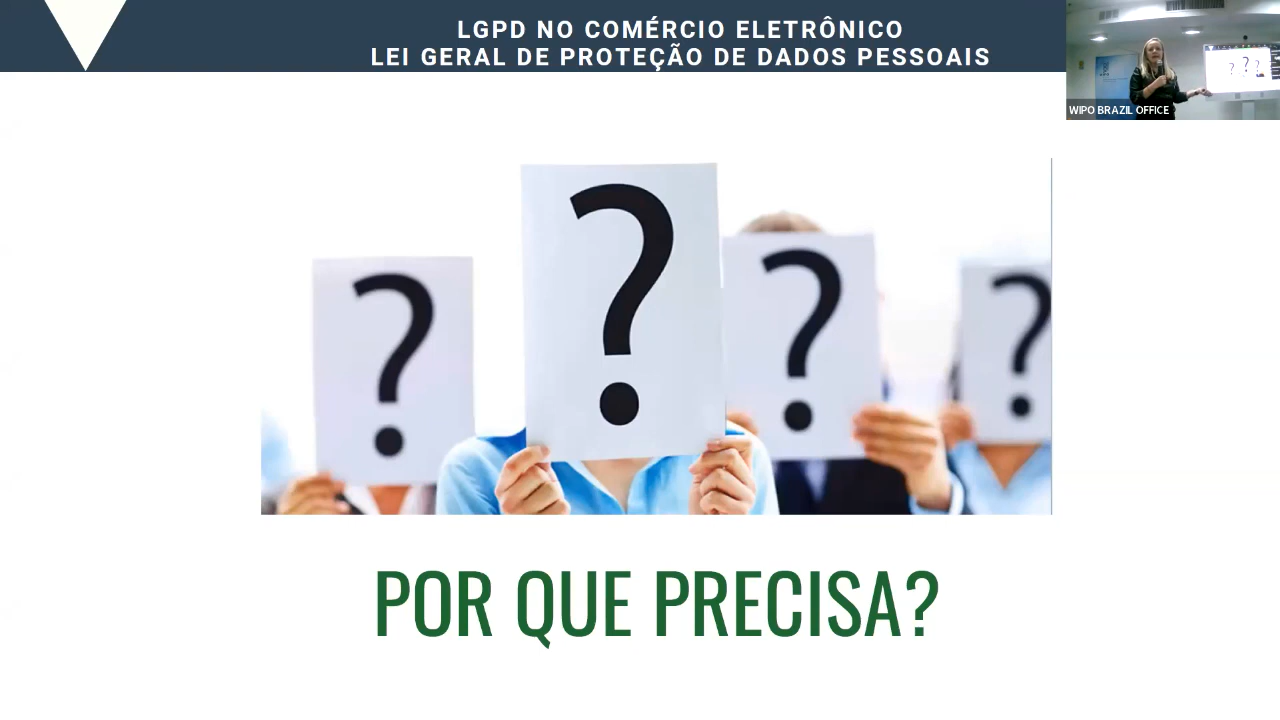 LGPD NO COMÉRCIO ELETRÔNICO
LEI GERAL DE PROTEÇÃO DE DADOS PESSOAIS
WIPO BRAZIL OFFICE
?
?
?
?
POR QUE PRECISA?